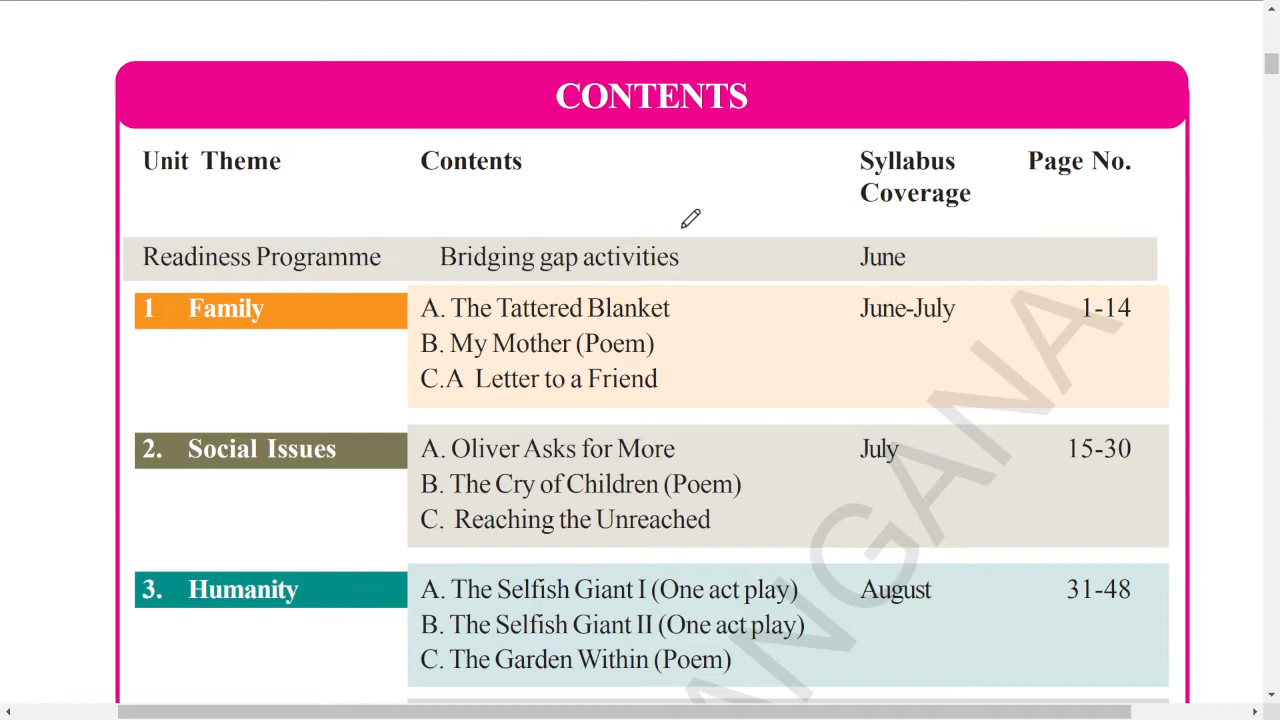 CONTENTS
Unit Theme Contents Syllabus Coverage Page No.
Readiness Programme Bridging gap activities June
1 Family A. The Tattered Blanket June-July 1-14
B. My Mother (Poem)
C.A Letter to a Friend
2. Social Issues A. Oliver Asks for More July 15-30
B. The Cry of Children (Poem)
C. Reaching the Unreached
3. Humanity A. The Selfish Giant I (One act play) August 31-48
B. The Selfish Giant II (One act play)
C. The Garden Within (Poem)
ANGANA